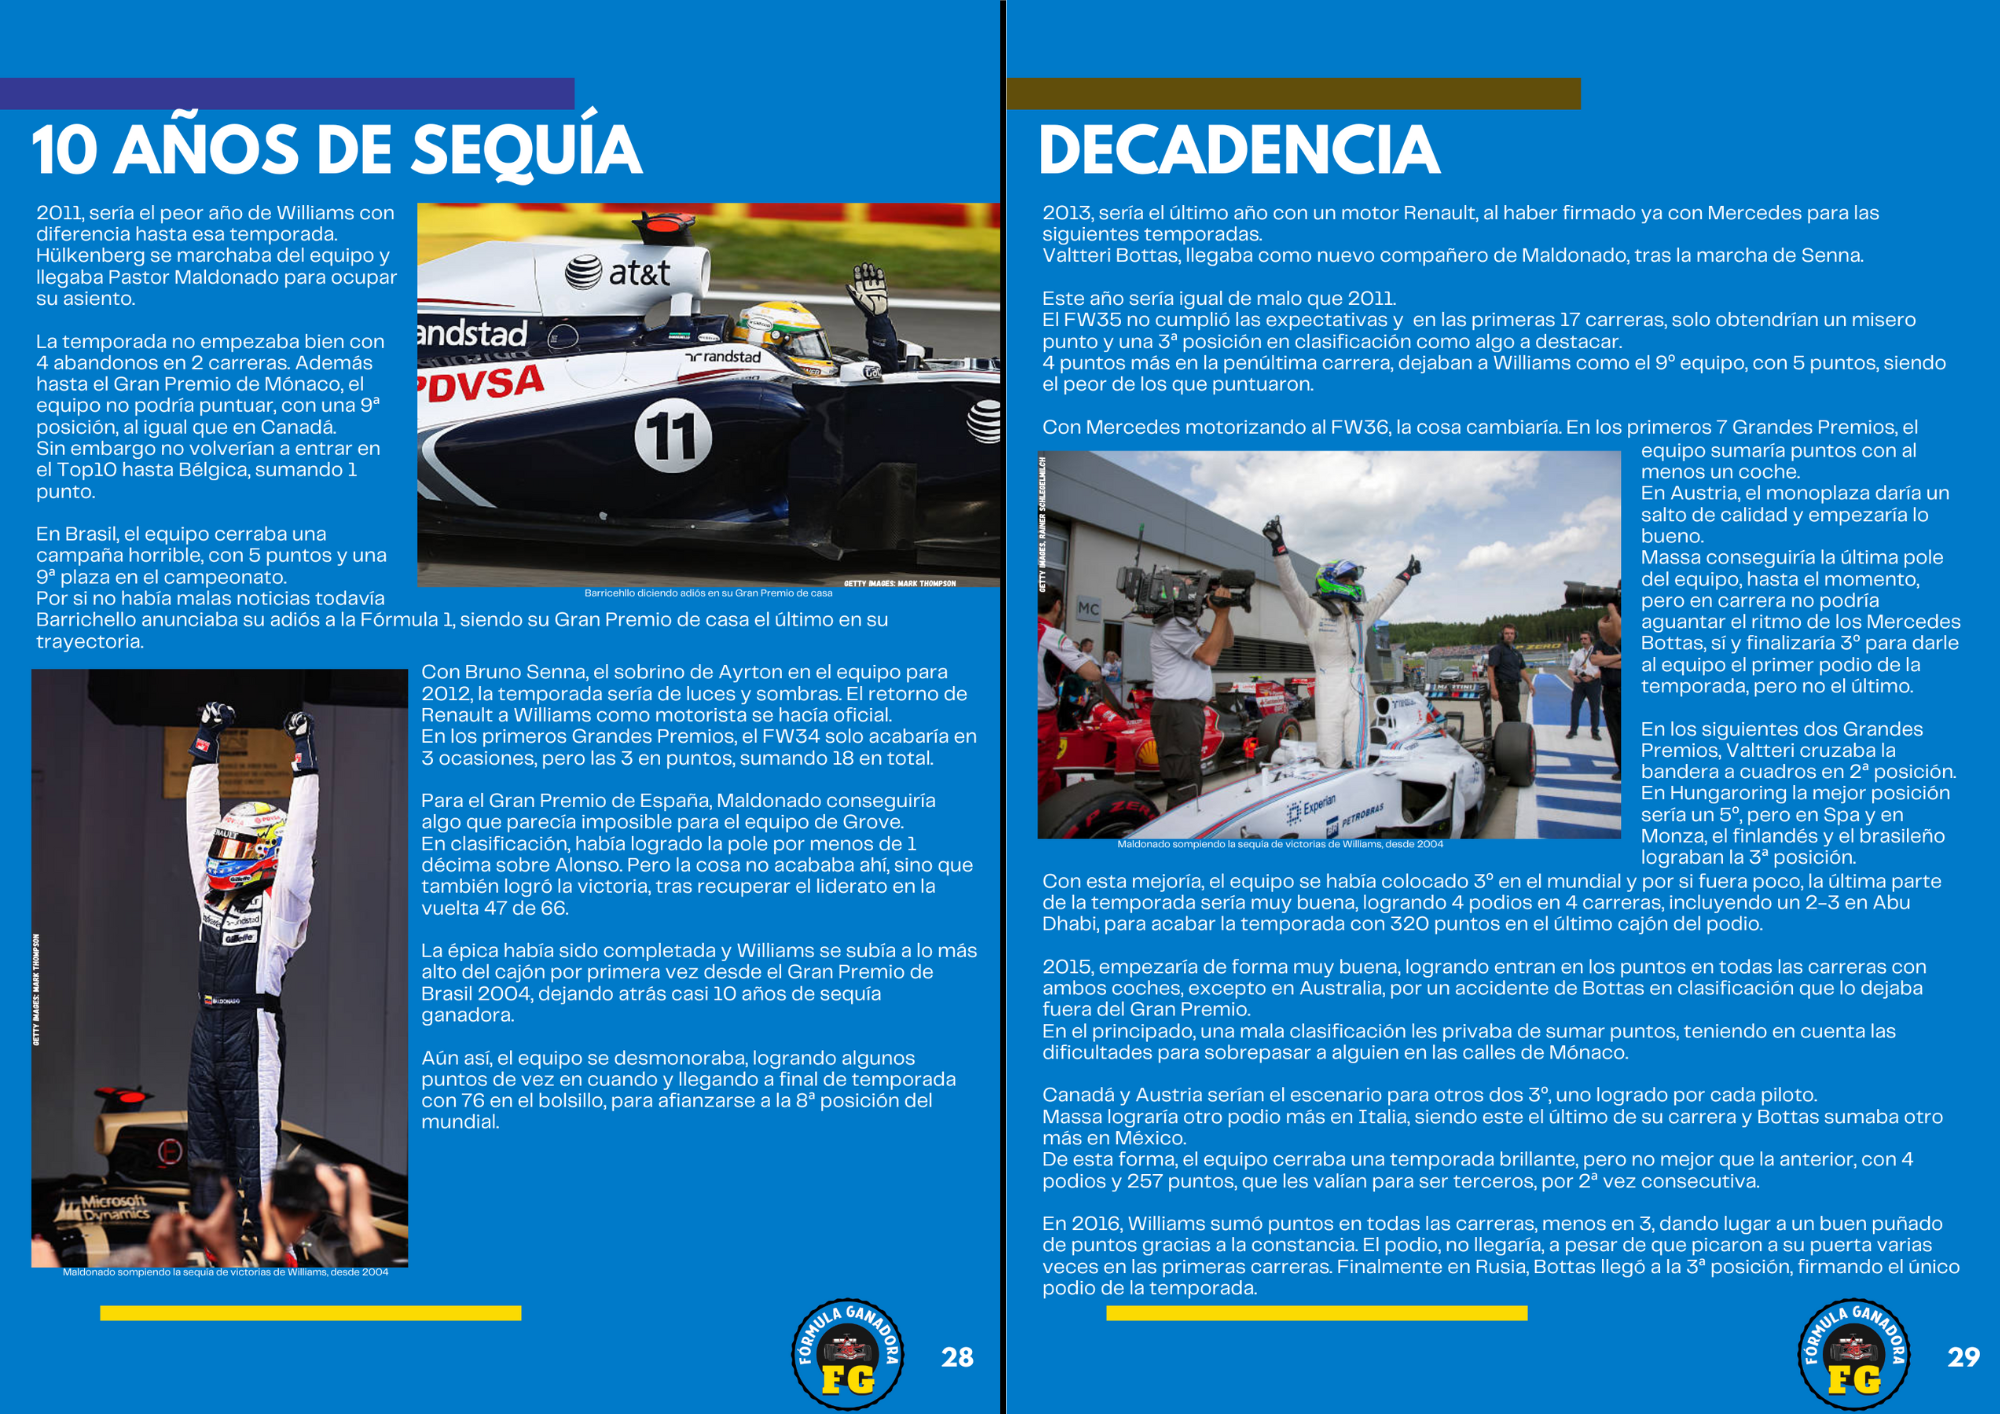 10 AÑOS DE SEQUÍA
2011, sería el peor año de Williams con
diferencia hasta esa temporada.
Hülkenberg se marchaba del equipo y
llegaba Pastor Maldonado para ocupar
su asiento.
La temporada no empezaba bien con
4 abandonos en 2 carreras. Además
hasta el Gran Premio de Mónaco, el
equipo no podría puntuar, con una 9ª
posición, al igual que en Canadá.
Sin embargo no volverían a entrar en
el Top10 hasta Bélgica, sumando 1
punto.
En Brasil, el equipo cerraba una
campaña horrible, con 5 puntos y una
9ª plaza en el campeonato.
Por si no había malas noticias todavía
Barrichello anunciaba su adiós a la Fórmula 1, siendo su Gran Premio de casa el último en su
trayectoria.
at&t
andstad
randstad
PDVSA
11
GETTY IMAGES: MARK THOMPSON
Barricehllo diciendo adiós en su Gran Premio de casa
Con Bruno Senna, el sobrino de Ayrton en el equipo para
2012, la temporada sería de luces y sombras. El retorno de
Renault a Williams como motorista se hacía oficial.
En los primeros Grandes Premios, el FW34 solo acabaría en
3 ocasiones, pero las 3 en puntos, sumando 18 en total.
Para el Gran Premio de España, Maldonado conseguiría
algo que parecía imposible para el equipo de Grove.
En clasificación, había logrado la pole por menos de 1
décima sobre Alonso. Pero la cosa no acababa ahí, sino que
también logró la victoria, tras recuperar el liderato en la
vuelta 47 de 66.
La épica había sido completada y Williams se subía a lo más
alto del cajón por primera vez desde el Gran Premio de
Brasil 2004, dejando atrás casi 10 años de sequía
ganadora.
Aún así, el equipo se desmonoraba, logrando algunos
puntos de vez en cuando y llegando a final de temporada
con 76 en el bolsillo, para afianzarse a la 8ª posición del
mundial.
GETTY IMAGES: MARK THOMPSON
randstad
Gillette
MALDONADO
Microsoft
Dynamics
Maldonado sompiendo la sequía de victorias de Williams, desde 2004
FÓRMULA GANADORA
FG
28
DECADENCIA
2013, sería el último año con un motor Renault, al haber firmado ya con Mercedes para las
siguientes temporadas.
Valtteri Bottas, llegaba como nuevo compañero de Maldonado, tras la marcha de Senna.
Este año sería igual de malo que 2011.
El FW35 no cumplió las expectativas y en las primeras 17 carreras, solo obtendrían un misero
punto y una 3ª posición en clasificación como algo a destacar.
4 puntos más en la penúltima carrera, dejaban a Williams como el 9º equipo, con 5 puntos, siendo
el peor de los que puntuaron.
Con Mercedes motorizando al FW36, la cosa cambiaría. En los primeros 7 Grandes Premios, el
equipo sumaría puntos con al
menos un coche.
En Austria, el monoplaza daría un
salto de calidad y empezaría lo
bueno.
Massa conseguiría la última pole
del equipo, hasta el momento,
pero en carrera no podría
aguantar el ritmo de los Mercedes
Bottas, sí y finalizaría 3º para darle
al equipo el primer podio de la
temporada, pero no el último.
En los siguientes dos Grandes
Premios, Valtteri cruzaba la
bandera a cuadros en 2ª posición.
En Hungaroring la mejor posición
sería un 5º, pero en Spa y en
Monza, el finlandés y el brasileño
lograban la 3ª posición.
GETTY IMAGES, RAINER SCHLEGELMILCH
MC
P ZERO
MARTINI
Experian
PETROBRAS
P ZERO
Maldonado sompiendo la sequía de victorias de Williams, desde 2004
Con esta mejoría, el equipo se había colocado 3º en el mundial y por si fuera poco, la última parte
de la temporada sería muy buena, logrando 4 podios en 4 carreras, incluyendo un 2-3 en Abu
Dhabi, para acabar la temporada con 320 puntos en el último cajón del podio.
2015, empezaría de forma muy buena, logrando entran en los puntos en todas las carreras con
ambos coches, excepto en Australia, por un accidente de Bottas en clasificación que lo dejaba
fuera del Gran Premio.
En el principado, una mala clasificación les privaba de sumar puntos, teniendo en cuenta las
dificultades para sobrepasar a alguien en las calles de Mónaco.
Canadá y Austria serían el escenario para otros dos 3º, uno logrado por cada piloto.
Massa lograría otro podio más en Italia, siendo este el último de su carrera y Bottas sumaba otro
más en México.
De esta forma, el equipo cerraba una temporada brillante, pero no mejor que la anterior, con 4
podios y 257 puntos, que les valían para ser terceros, por 2ª vez consecutiva.
En 2016, Williams sumó puntos en todas las carreras, menos en 3, dando lugar a un buen puñado
de puntos gracias a la constancia. El podio, no llegaría, a pesar de que picaron a su puerta varias
veces en las primeras carreras. Finalmente en Rusia, Bottas llegó a la 3ª posición, firmando el único
podio de la temporada.
FÓRMULA GANADORA
FG
29